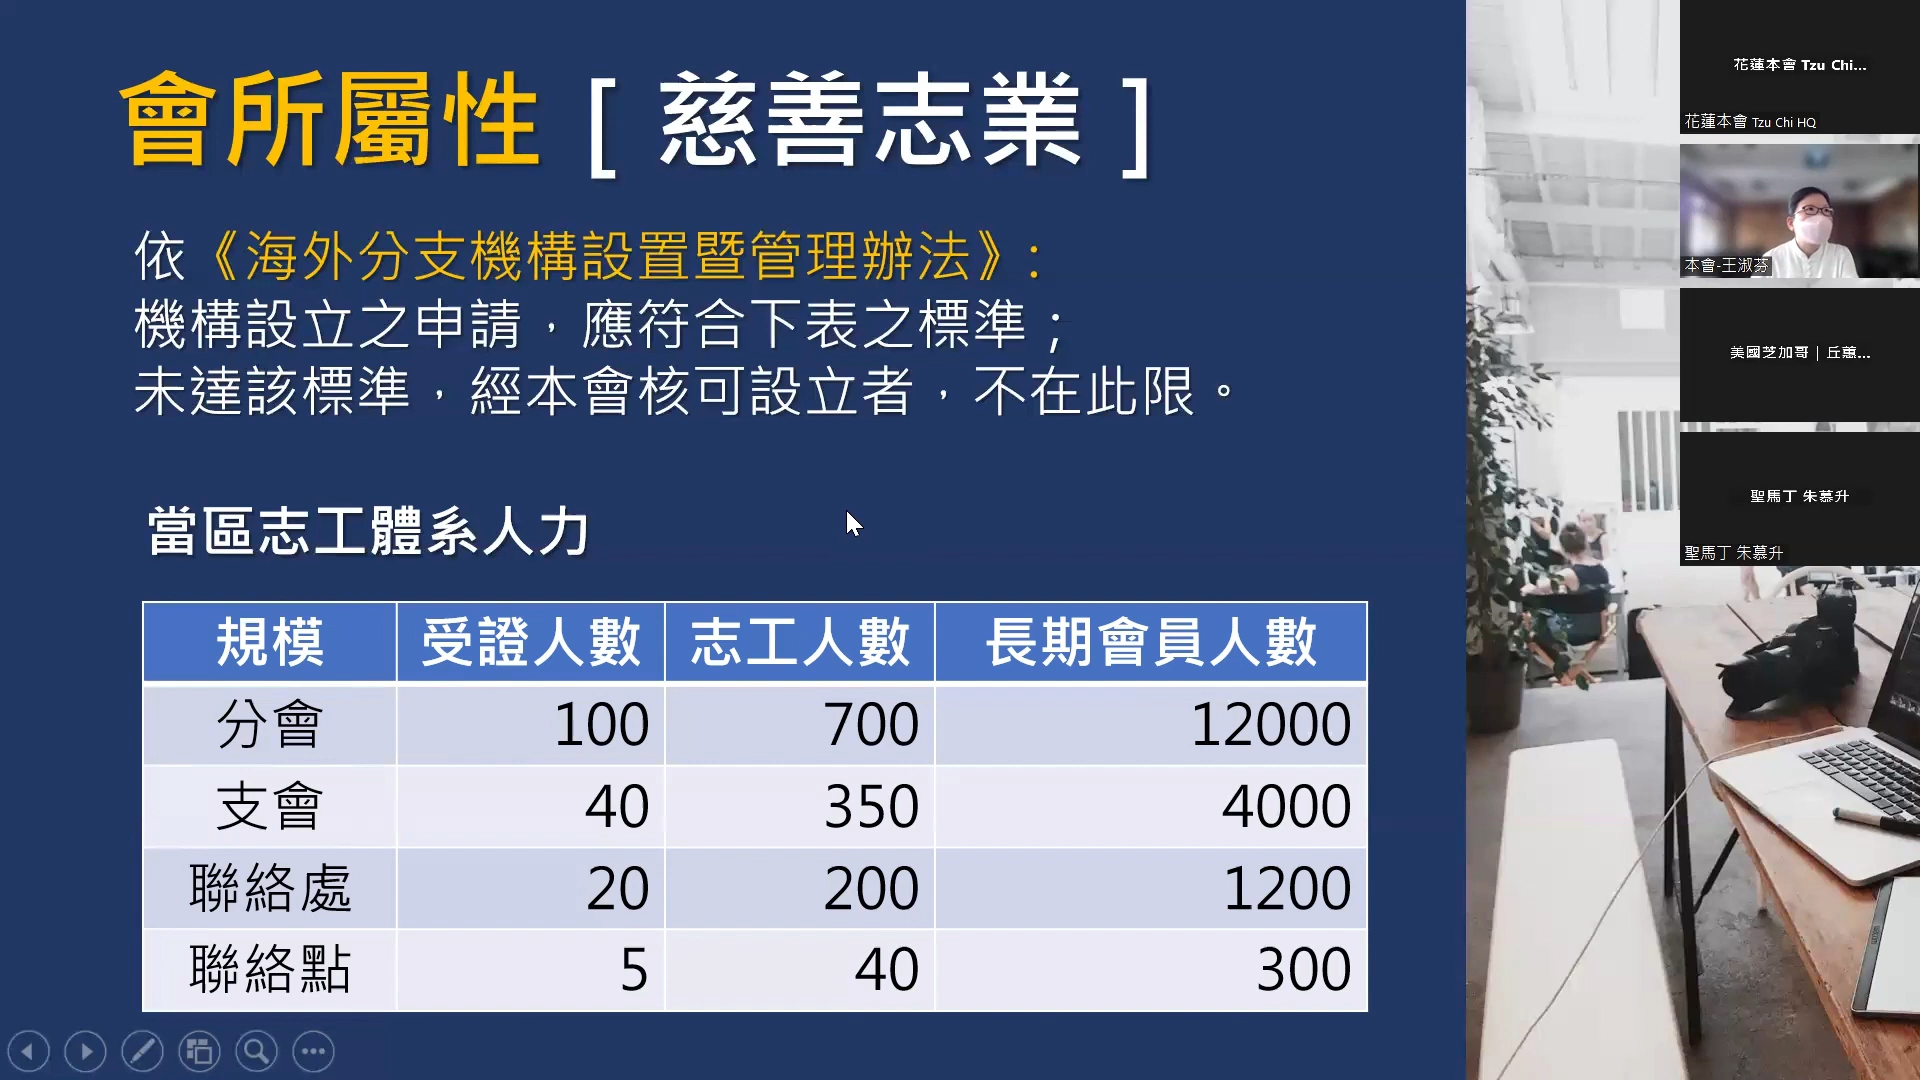 會所屬性 [ 慈善志業 ]
依《海外分支機構設置暨管理辦法》:
機構設立之申請，應符合下表之標準；
未達該標準，經本會核可設立者，不在此限。
當區志工體系人力
規模 受證人數 志工人數 長期會員人數
分會 100 700 12000
支會 40 350 4000
聯絡處 20 200 1200
聯絡點 5 40 300
花蓮本會 Tzu Chi...
花蓮本會 Tzu Chi HQ
本會-王淑芬
美國芝加哥｜丘蕙...
聖馬丁 朱慕升
聖馬丁 朱慕升